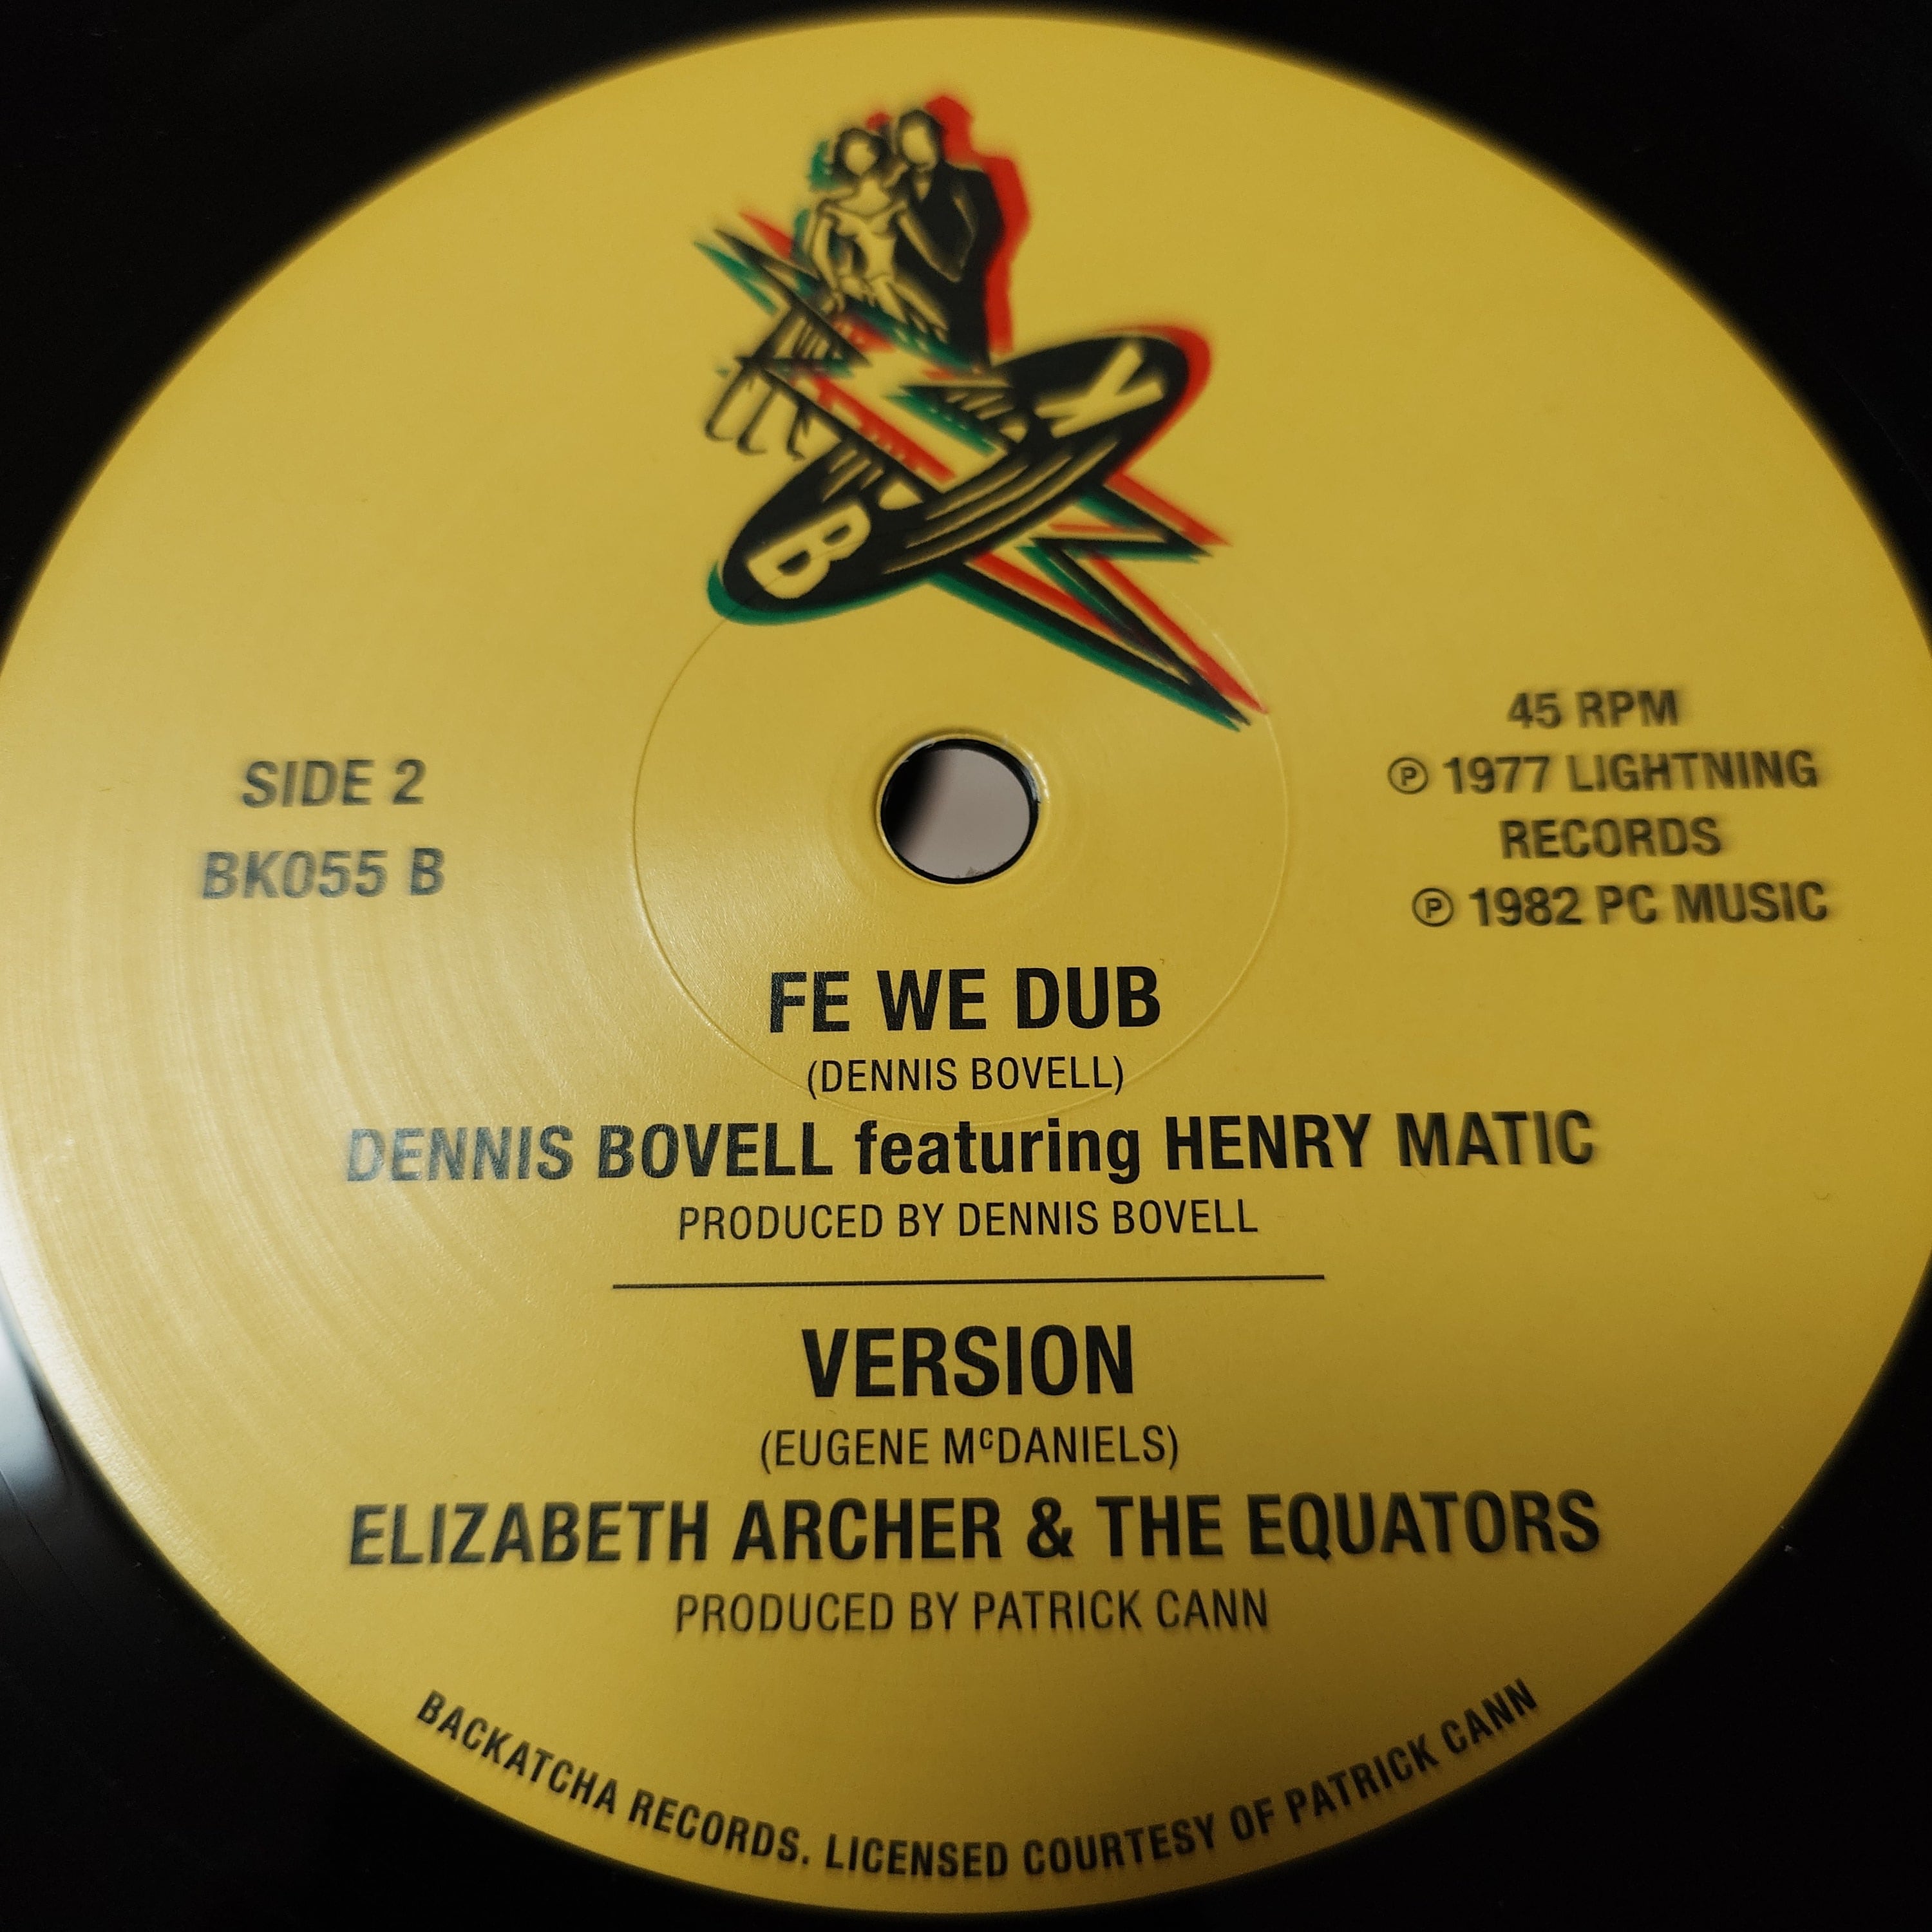 B Y
SIDE 2
BK055 B
45 RPM
Ⓟ 1977 LIGHTNING
RECORDS
Ⓟ 1982 PC MUSIC
FE WE DUB
(DENNIS BOVELL)
DENNIS BOVELL featuring HENRY MATIC
PRODUCED BY DENNIS BOVELL
VERSION
(EUGENE McDANIELS)
ELIZABETH ARCHER & THE EQUATORS
PRODUCED BY PATRICK CANN
BACKATCHA RECORDS. LICENSED COURTESY OF PATRICK CANN